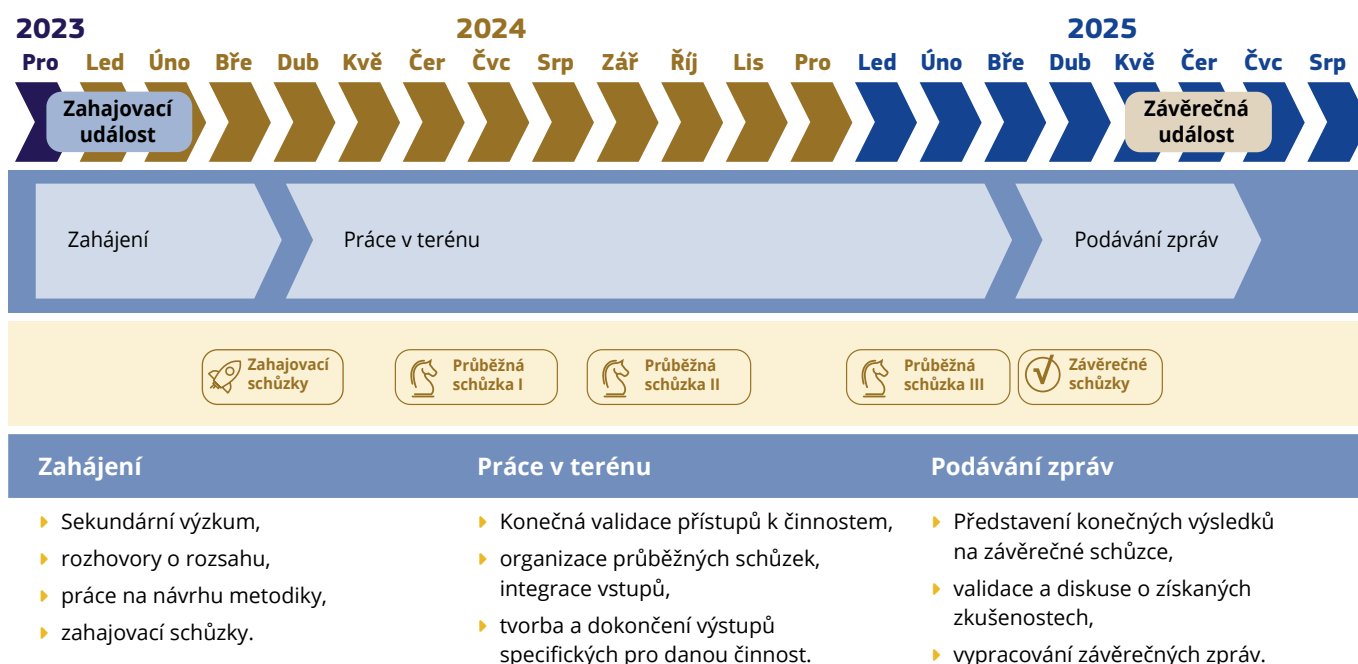 2023
2024
2025
Pro Led Úno Bře Dub Kvě Čer Čvc Srp Zář Říj Lis Pro Led Úno Bře Dub Kvě Čer Čvc Srp
Zahajovací
událost
Závěrečná
událost
Zahájení
Práce v terénu
Podávání zpráv
Zahajovací
schůzky
Průběžná
schůzka I
Průběžná
schůzka II
Průběžná
schůzka III
Závěrečné
schůzky
Zahájení
Sekundární výzkum,
rozhovory o rozsahu,
práce na návrhu metodiky,
zahajovací schůzky.
Práce v terénu
Konečná validace přístupů k činnostem,
organizace průběžných schůzek,
integrace vstupů,
tvorba a dokončení výstupů
specifických pro danou činnost.
Podávání zpráv
Představení konečných výsledků
na závěrečné schůzce,
validace a diskuse o získaných
zkušenostech,
vypracování závěrečných zpráv.